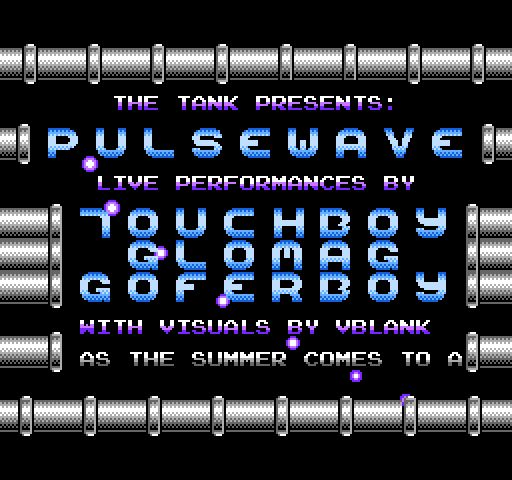 THE TANK PRESENTS:
PULSEWAVE
LIVE PERFORMANCES BY
TOUCHBOY
GLOMAG
GOFERBOY
WITH VISUALS BY VBLANK
AS THE SUMMER COMES TO A